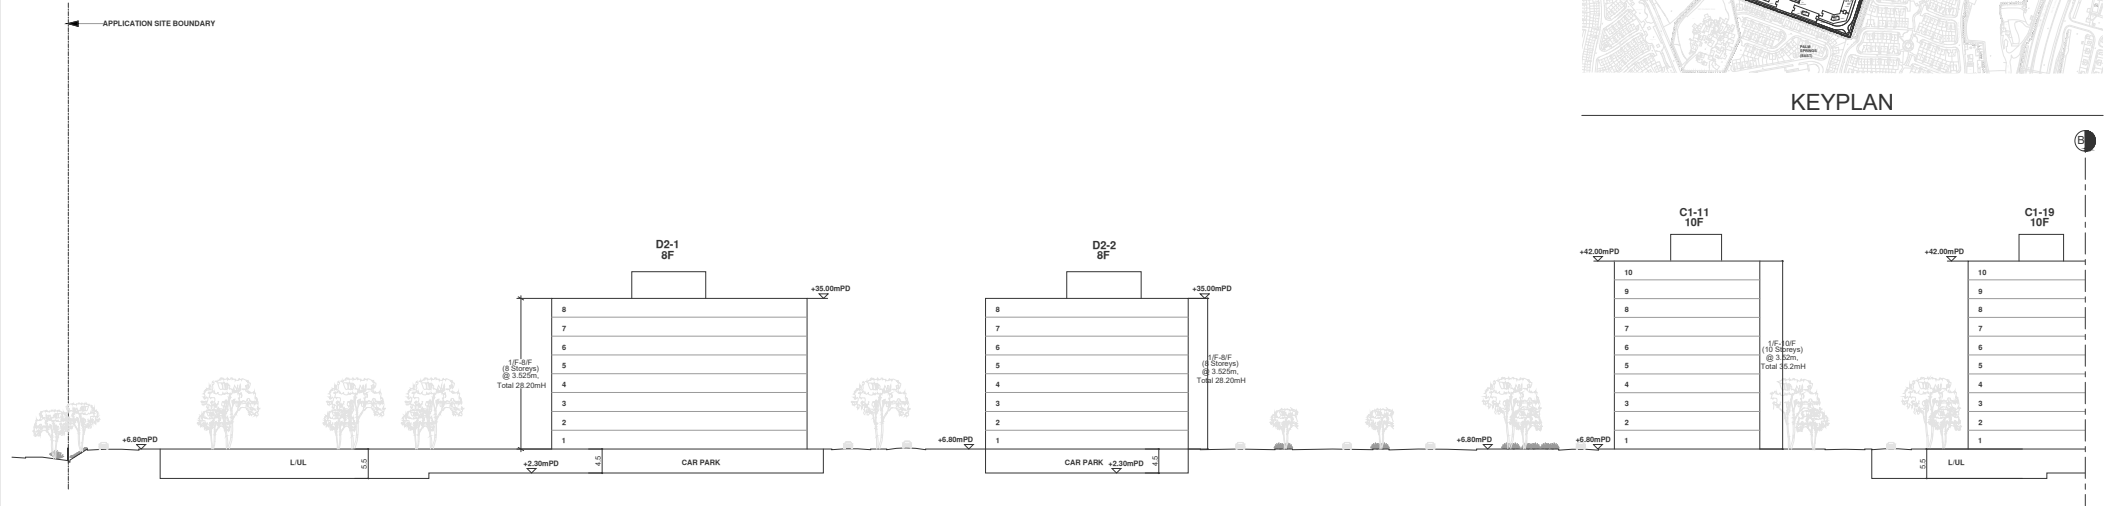 APPLICATION SITE BOUNDARY
PALM
SPRINGS
(EAST)
KEYPLAN
B
D2-1
8F
+35.00mPD
8
7
6
5
4
3
2
1
1/F-8/F
(8 Storeys)
@ 3.525m,
Total 28.20mH
+6.80mPD
L/UL
5.5
+2.30mPD
4.5
CAR PARK
D2-2
8F
+35.00mPD
8
7
6
5
4
3
2
1
1/F-8/F
(8 Storeys)
@ 3.525m,
Total 28.20mH
+6.80mPD
CAR PARK
+2.30mPD
4.5
+6.80mPD
C1-11
10F
+42.00mPD
10
9
8
7
6
5
4
3
2
1
1/F-10/F
(10 Storeys)
@ 3.52m,
Total 35.2mH
+6.80mPD
C1-19
10F
+42.00mPD
10
9
8
7
6
5
4
3
2
1
5.5
L/UL